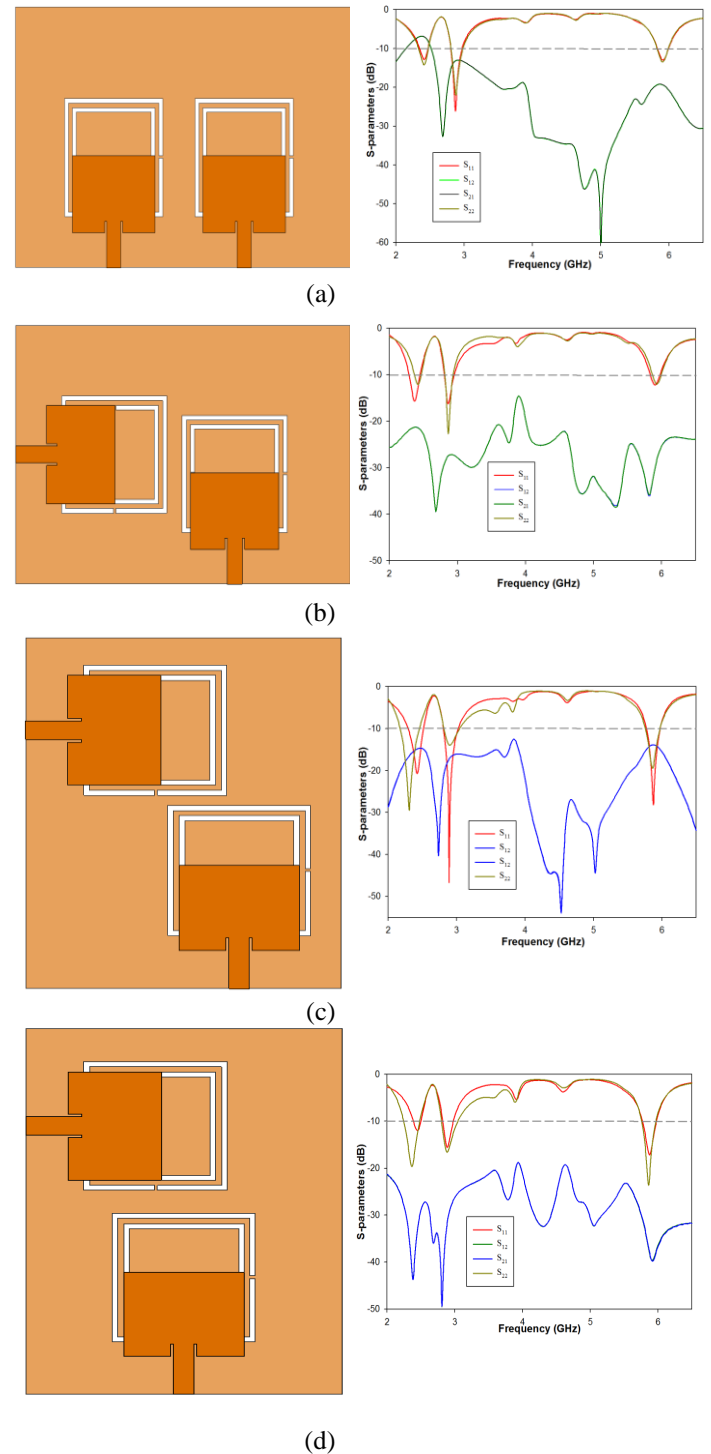 0
-10
-20
-30
-40
-50
-60
S-parameters (dB)
S11
S12
S21
S22
2 3 4 5 6
Frequency (GHz)
(a)
0
-10
-20
-30
-40
-50
S-parameters (dB)
S11
S12
S21
S22
2 3 4 5 6
Frequency (GHz)
(b)
0
-10
-20
-30
-40
-50
S-parameters (dB)
S11
S12
S12
S22
2 3 4 5 6
Frequency (GHz)
(c)
0
-10
-20
-30
-40
-50
S-parameters (dB)
S11
S12
S21
S22
2 3 4 5 6
Frequency (GHz)
(d)